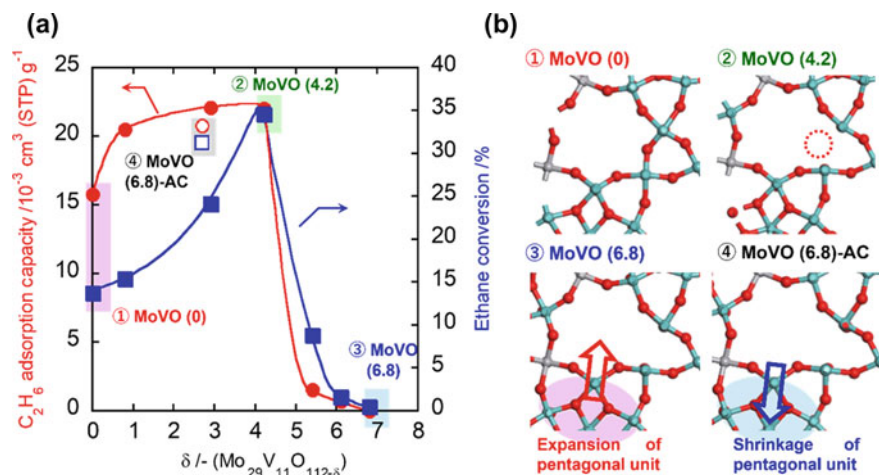 (a)
(b)
C₂H₆ adsorption capacity /10⁻³ cm³ (STP) g⁻¹
25
20
15
10
5
0
40
35
30
25
20
15
10
5
0
Ethane conversion /%
0 1 2 3 4 5 6 7 8
δ /- (Mo₂₉V₁₁O₁₁₂₋δ)
② MoVO (4.2)
④ MoVO
(6.8)-AC
① MoVO (0)
③ MoVO
(6.8)
① MoVO (0)
② MoVO (4.2)
③ MoVO (6.8)
④ MoVO (6.8)-AC
Expansion of
pentagonal unit
Shrinkage of
pentagonal unit